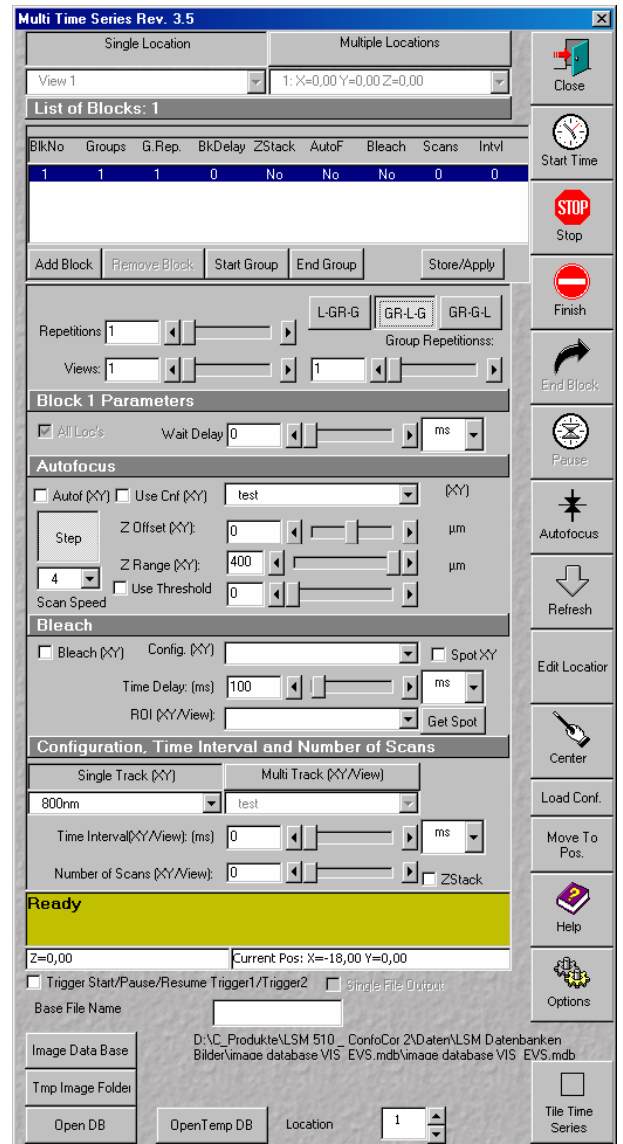 Multi Time Series Rev. 3.5
Single Location
Multiple Locations
Close
View 1
1: X=0,00 Y=0,00 Z=0,00
List of Blocks: 1
BlkNo Groups G.Rep. BkDelay ZStack AutoF Bleach Scans Intvl
1 1 1 0 No No No 0 0
Start Time
STOP
Stop
Add Block Remove Block Start Group End Group Store/Apply
Finish
L-GR-G GR-L-G GR-G-L
Repetitions 1
Group Repetitionss:
Views: 1
1
End Block
Block 1 Parameters
All Loc's Wait Delay 0 ms
Pause
Autofocus
Autof (XY) Use Cnf (XY) test (XY)
Step
Z Offset (XY): 0 µm
Autofocus
Z Range (XY): 400 µm
4
Use Threshold 0
Scan Speed
Refresh
Bleach
Bleach (XY) Config. (XY) Spot XY
Edit Location
Time Delay: (ms) 100 ms
ROI (XY/View): Get Spot
Configuration, Time Interval and Number of Scans
Center
Single Track (XY) Multi Track (XY/View)
800nm test
Load Conf.
Time Interval(XY/View): (ms) 0 ms
Move To
Pos.
Number of Scans (XY/View): 0 ZStack
Ready
Help
Z=0,00 Current Pos: X=-18,00 Y=0,00
Trigger Start/Pause/Resume Trigger1/Trigger2 Single File Output
Options
Base File Name
Image Data Base
D:\C_Produkte\LSM 510 _ ConfoCor 2\Daten\LSM Datenbanken
Bilder\image database VIS EVS.mdb\image database VIS EVS.mdb
Tmp Image Folder
Open DB OpenTemp DB Location 1
Tile Time
Series